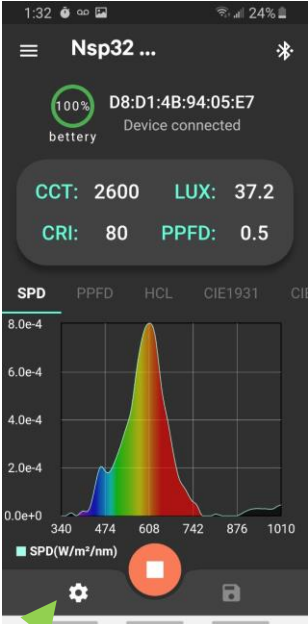 1:32 24%
Nsp32 ...
100%
bettery
D8:D1:4B:94:05:E7
Device connected
CCT: 2600 LUX: 37.2
CRI: 80 PPFD: 0.5
SPD PPFD HCL CIE1931 CIE
8.0e-4
6.0e-4
4.0e-4
2.0e-4
0.0e+0
340 474 608 742 876 1010
SPD(W/m²/nm)